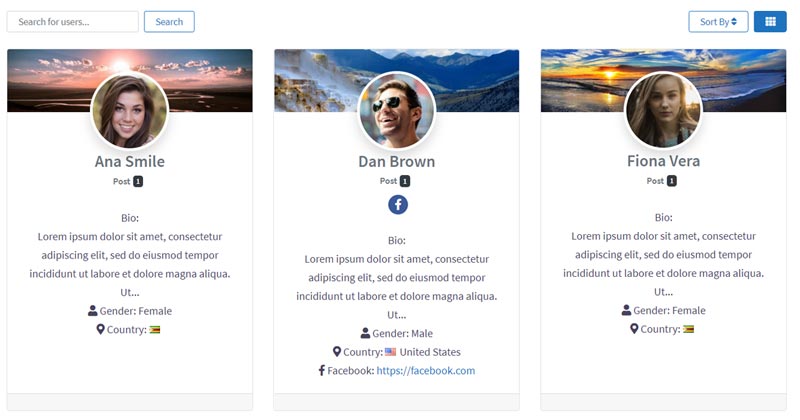 Search for users...
Search
Sort By
Ana Smile
Post 1
Bio:
Lorem ipsum dolor sit amet, consectetur
adipiscing elit, sed do eiusmod tempor
incididunt ut labore et dolore magna aliqua.
Ut...
Gender: Female
Country:
Dan Brown
Post 1
Bio:
Lorem ipsum dolor sit amet, consectetur
adipiscing elit, sed do eiusmod tempor
incididunt ut labore et dolore magna aliqua.
Ut...
Gender: Male
Country: United States
Facebook: https://facebook.com
Fiona Vera
Post 1
Bio:
Lorem ipsum dolor sit amet, consectetur
adipiscing elit, sed do eiusmod tempor
incididunt ut labore et dolore magna aliqua.
Ut...
Gender: Female
Country: